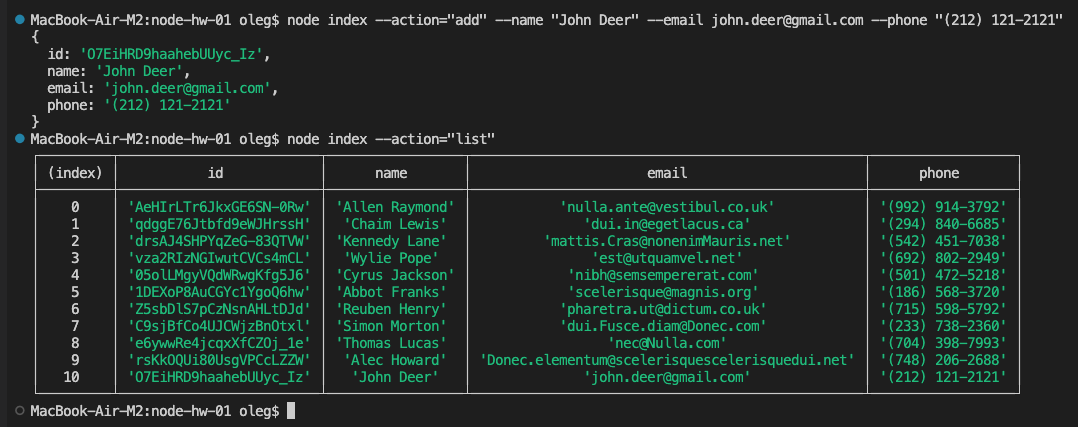 MacBook-Air-M2:node-hw-01 oleg$ node index --action="add" --name "John Deer" --email john.deer@gmail.com --phone "(212) 121-2121"
{
  id: 'O7EiHRD9haahebUUyc_Iz',
  name: 'John Deer',
  email: 'john.deer@gmail.com',
  phone: '(212) 121-2121'
}
MacBook-Air-M2:node-hw-01 oleg$ node index --action="list"
(index) id name email phone
0 'AeHIrLTr6JkxGE6SN-0Rw' 'Allen Raymond' 'nulla.ante@vestibul.co.uk' '(992) 914-3792'
1 'qdggE76Jtbfd9eWJHrssH' 'Chaim Lewis' 'dui.in@egetlacus.ca' '(294) 840-6685'
2 'drsAJ4SHPYqZeG-83QTVW' 'Kennedy Lane' 'mattis.Cras@nonenimMauris.net' '(542) 451-7038'
3 'vza2RIzNGIwutCVCs4mCL' 'Wylie Pope' 'est@utquamvel.net' '(692) 802-2949'
4 '05olLMgyVQdWRwgKfg5J6' 'Cyrus Jackson' 'nibh@semsempererat.com' '(501) 472-5218'
5 '1DEXoP8AuCGYc1YgoQ6hw' 'Abbot Franks' 'scelerisque@magnis.org' '(186) 568-3720'
6 'Z5sbDlS7pCzNsnAHLtDJd' 'Reuben Henry' 'pharetra.ut@dictum.co.uk' '(715) 598-5792'
7 'C9sjBfCo4UJCWjzBnOtxl' 'Simon Morton' 'dui.Fusce.diam@Donec.com' '(233) 738-2360'
8 'e6ywwRe4jcqxXfCZOj_1e' 'Thomas Lucas' 'nec@Nulla.com' '(704) 398-7993'
9 'rsKkOQUi80UsgVPCcLZZW' 'Alec Howard' 'Donec.elementum@scelerisquescelerisquedui.net' '(748) 206-2688'
10 'O7EiHRD9haahebUUyc_Iz' 'John Deer' 'john.deer@gmail.com' '(212) 121-2121'
MacBook-Air-M2:node-hw-01 oleg$